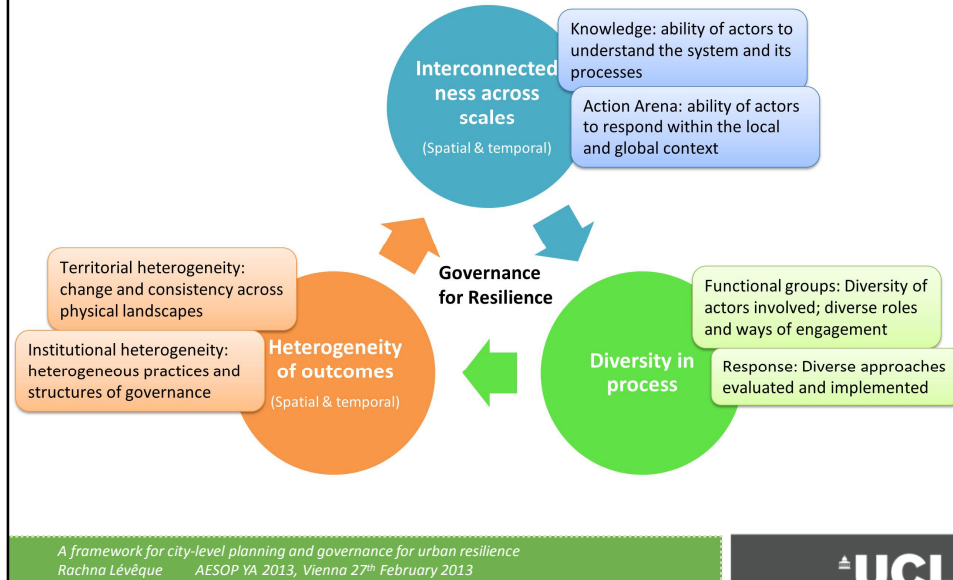 Interconnected
ness across
scales
(Spatial & temporal)
Knowledge: ability of actors to
understand the system and its
processes
Action Arena: ability of actors
to respond within the local
and global context
Governance
for Resilience
Functional groups: Diversity of
actors involved; diverse roles
and ways of engagement
Diversity in
process
Response: Diverse approaches
evaluated and implemented
Territorial heterogeneity:
change and consistency across
physical landscapes
Institutional heterogeneity:
heterogeneous practices and
structures of governance
Heterogeneity
of outcomes
(Spatial & temporal)
A framework for city-level planning and governance for urban resilience
Rachna Lévêque AESOP YA 2013, Vienna 27th February 2013
UCL